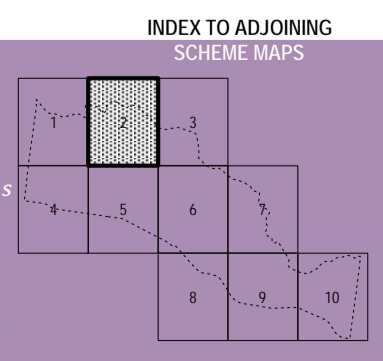 INDEX TO ADJOINING
SCHEME MAPS
1 2 3
s 4 5 6 7
8 9 10